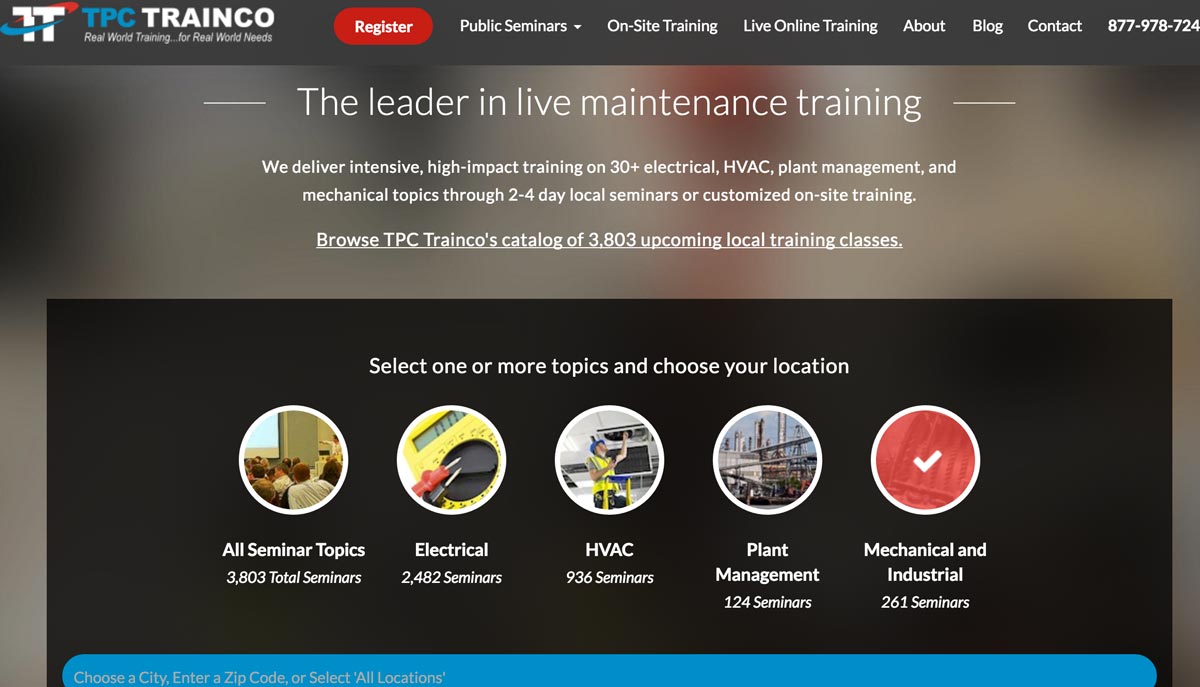 TPC TRAINCO
Real World Training...for Real World Needs
Register
Public Seminars
On-Site Training
Live Online Training
About
Blog
Contact
877-978-724
The leader in live maintenance training
We deliver intensive, high-impact training on 30+ electrical, HVAC, plant management, and
mechanical topics through 2-4 day local seminars or customized on-site training.
Browse TPC Trainco's catalog of 3,803 upcoming local training classes.
Select one or more topics and choose your location
All Seminar Topics
3,803 Total Seminars
Electrical
2,482 Seminars
HVAC
936 Seminars
Plant
Management
124 Seminars
Mechanical and
Industrial
261 Seminars
Choose a City, Enter a Zip Code, or Select 'All Locations'